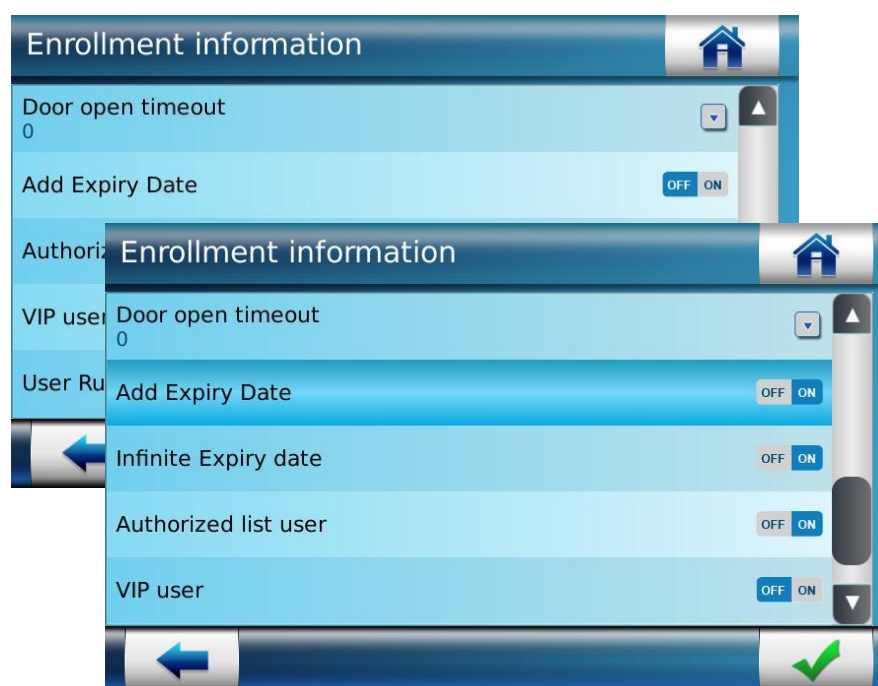 Enrollment information
Door open timeout
0
Add Expiry Date
OFF ON
Authoriz
VIP user
User Ru
Enrollment information
Door open timeout
0
Add Expiry Date
OFF ON
Infinite Expiry date
OFF ON
Authorized list user
OFF ON
VIP user
OFF ON